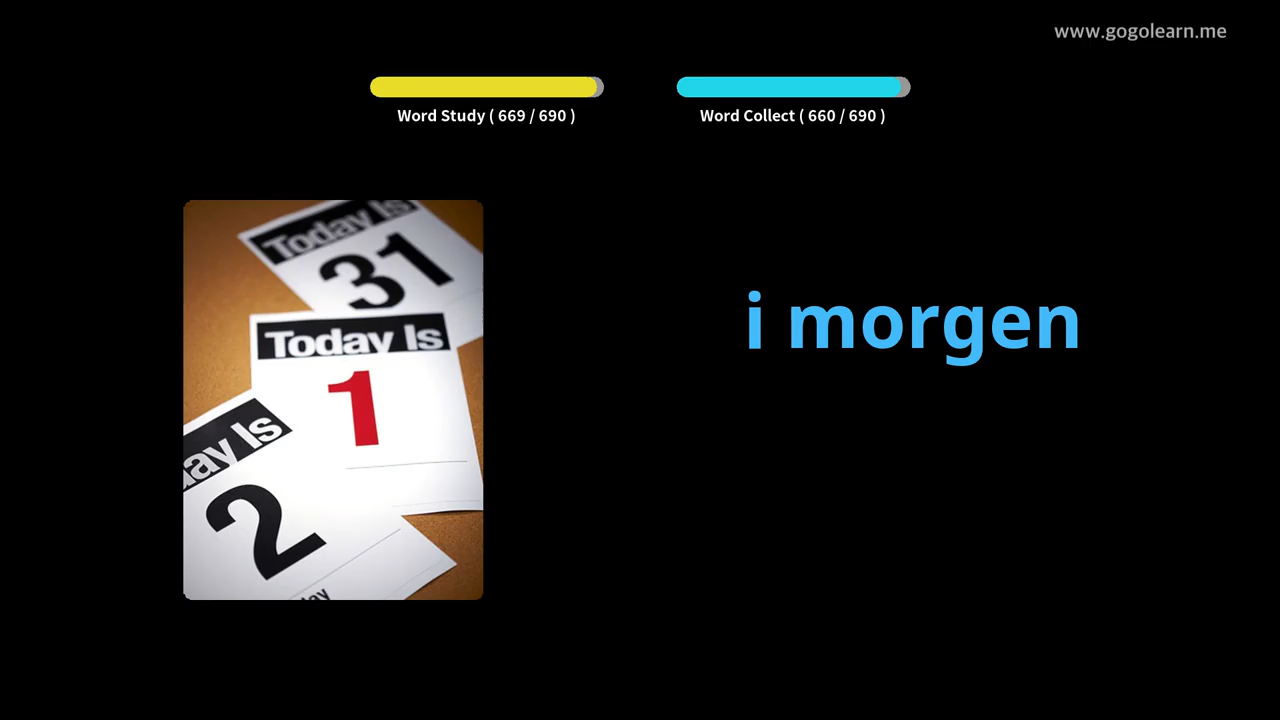 www.gogolearn.me
Word Study ( 669 / 690 )
Word Collect ( 660 / 690 )
Today Is
31
Today Is
1
ay Is
2
ay
i morgen